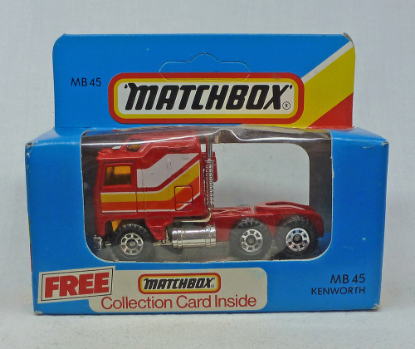 MB 45
"MATCHBOX"®
FREE
"MATCHBOX"
Collection Card Inside
MB 45
KENWORTH